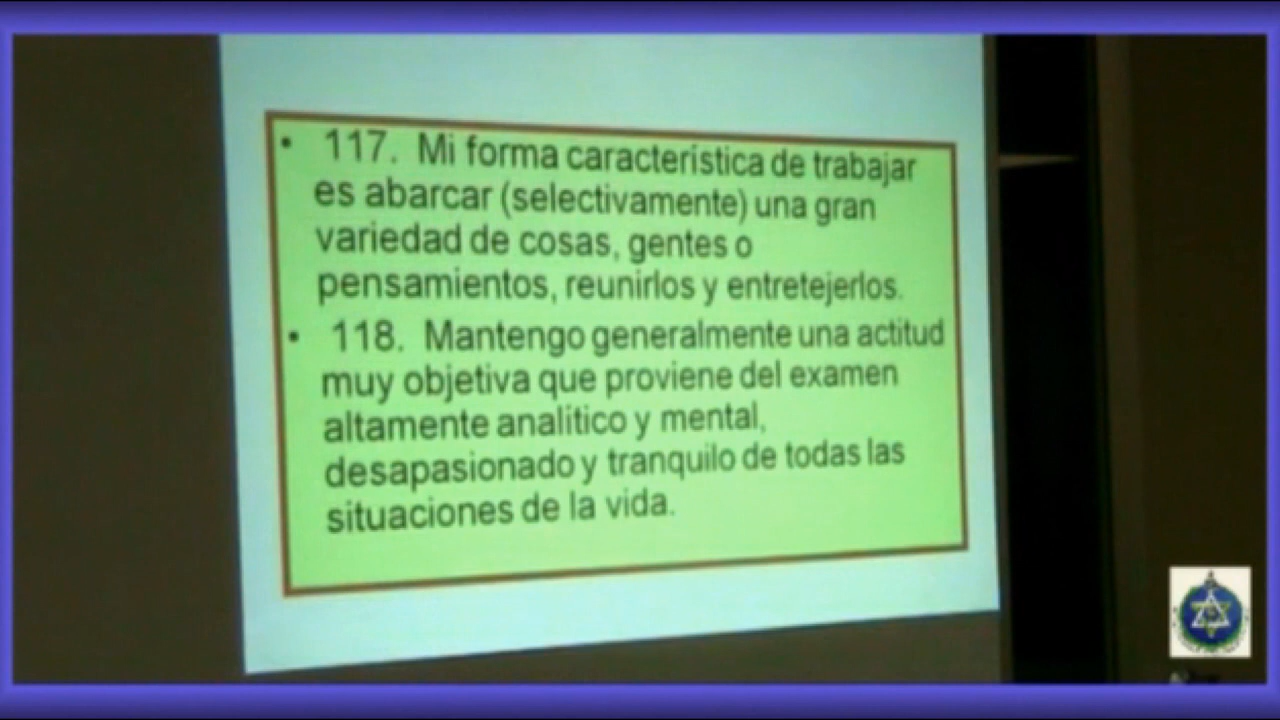 • 117. Mi forma característica de trabajar
es abarcar (selectivamente) una gran
variedad de cosas, gentes o
pensamientos, reunirlos y entretejerlos.
• 118. Mantengo generalmente una actitud
muy objetiva que proviene del examen
altamente analítico y mental,
desapasionado y tranquilo de todas las
situaciones de la vida.